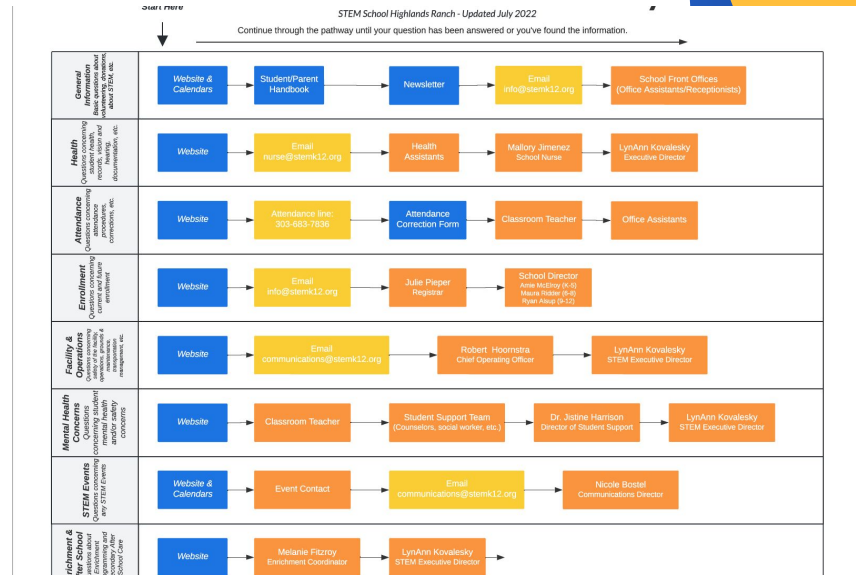 Start Here
STEM School Highlands Ranch - Updated July 2022
Continue through the pathway until your question has been answered or you've found the information.
General
Information
Basic questions about
volunteering, donations,
about STEM, etc.
Website &
Calendars
Student/Parent
Handbook
Newsletter
Email
info@stemk12.org
School Front Offices
(Office Assistants/Receptionists)
Health
Questions concerning
student health,
records, vision and
hearing,
documentation, etc.
Website
Email
nurse@stemk12.org
Health
Assistants
Mallory Jimenez
School Nurse
LynAnn Kovalesky
Executive Director
Attendance
Questions concerning
attendance
procedures,
corrections, etc.
Website
Attendance line:
303-683-7836
Attendance
Correction Form
Classroom Teacher
Office Assistants
Enrollment
Questions concerning
current and future
enrollment
Website
Email
info@stemk12.org
Julie Pieper
Registrar
School Director
Amie McElroy (K-5)
Maura Ridder (6-8)
Ryan Alsup (9-12)
Facility &
Operations
Questions concerning
safety of the facility,
operations, grounds &
maintenance,
transportation
management, etc.
Website
Email
communications@stemk12.org
Robert Hoornstra
Chief Operating Officer
LynAnn Kovalesky
STEM Executive Director
Mental Health
Concerns
Questions
concerning student
mental health
and/or safety
concerns
Website
Classroom Teacher
Student Support Team
(Counselors, social worker, etc.)
Dr. Jistine Harrison
Director of Student Support
LynAnn Kovalesky
STEM Executive Director
STEM Events
Questions concerning
any STEM Events
Website &
Calendars
Event Contact
Email
communications@stemk12.org
Nicole Bostel
Communications Director
&
School
about
Enrichment
and
After
School Care
Website
Melanie Fitzroy
Enrichment Coordinator
LynAnn Kovalesky
STEM Executive Director